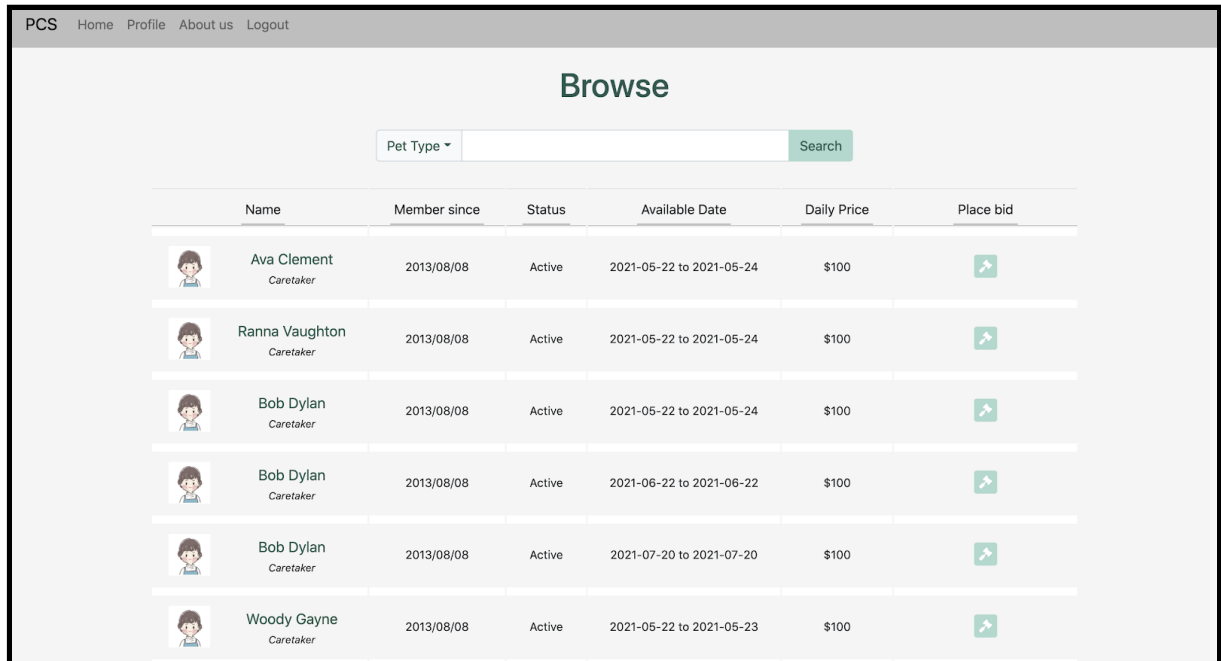 PCS Home Profile About us Logout
Browse
Pet Type Search
Name Member since Status Available Date Daily Price Place bid
Ava Clement
Caretaker
2013/08/08 Active 2021-05-22 to 2021-05-24 $100
Ranna Vaughton
Caretaker
2013/08/08 Active 2021-05-22 to 2021-05-24 $100
Bob Dylan
Caretaker
2013/08/08 Active 2021-05-22 to 2021-05-24 $100
Bob Dylan
Caretaker
2013/08/08 Active 2021-06-22 to 2021-06-22 $100
Bob Dylan
Caretaker
2013/08/08 Active 2021-07-20 to 2021-07-20 $100
Woody Gayne
Caretaker
2013/08/08 Active 2021-05-22 to 2021-05-23 $100